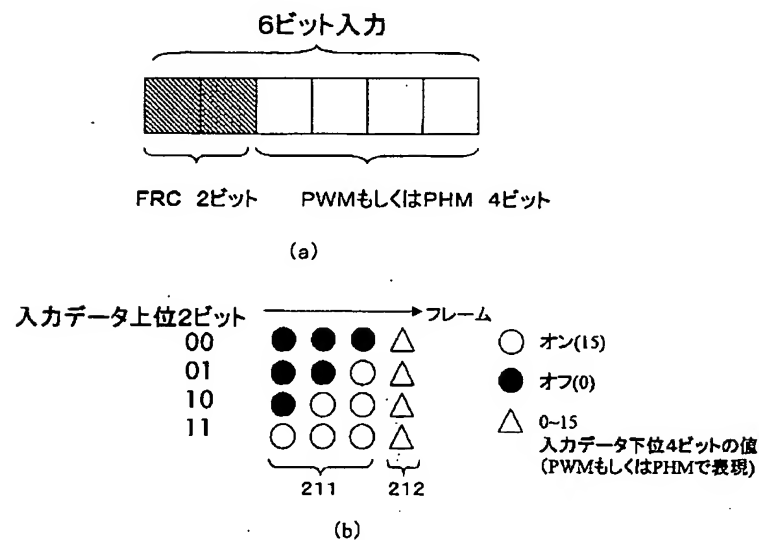 6ビット入力
FRC 2ビット PWMもしくはPHM 4ビット
(a)
入力データ上位2ビット
フレーム
00
01
10
11
オン(15)
オフ(0)
0~15
入力データ下位4ビットの値
(PWMもしくはPHMで表現)
211 212
(b)